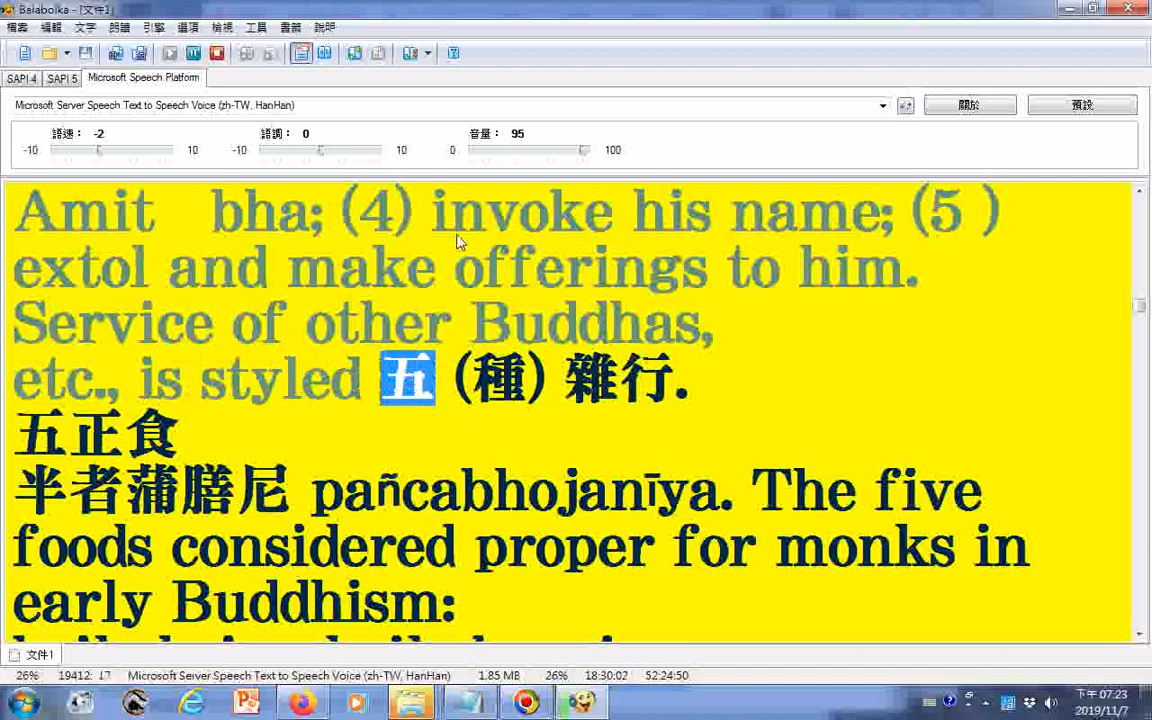 Balabolka - [文件1]
檔案 編輯 文字 朗讀 引擎 選項 檢視 工具 書籤 說明
SAPI 4 SAPI 5 Microsoft Speech Platform
Microsoft Server Speech Text to Speech Voice (zh-TW, HanHan) 關於 預設
語速： -2 語調： 0 音量： 95
-10 10 -10 10 0 100
Amit bha; (4) invoke his name; (5 )
extol and make offerings to him.
Service of other Buddhas,
etc., is styled 五 (種) 雜行.
五正食
半者蒲膳尼 pañcabhojanīya. The five
foods considered proper for monks in
early Buddhism:
文件1
26% 19412: 17 Microsoft Server Speech Text to Speech Voice (zh-TW, HanHan) 1.85 MB 26% 18:30:02 52:24:50
下午 07:23
2019/11/7